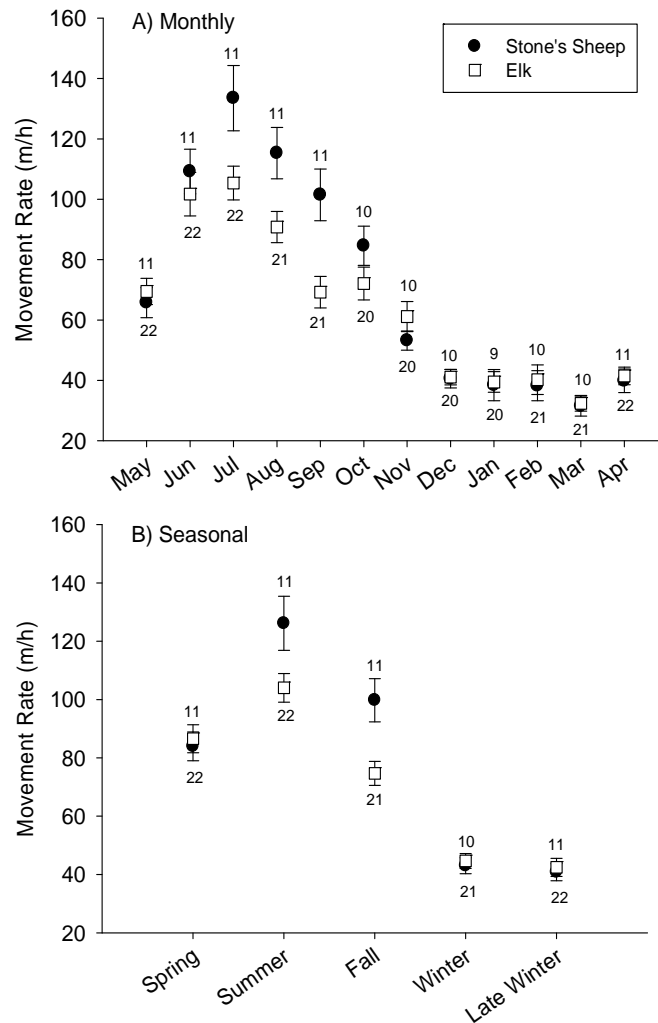 A) Monthly
Stone's Sheep
Elk
Movement Rate (m/h)
160
140
120
100
80
60
40
20
11 11 11 11 11 10 10 10 9 10 10 11
22 22 22 21 21 20 20 20 20 21 21 22
May Jun Jul Aug Sep Oct Nov Dec Jan Feb Mar Apr
B) Seasonal
Movement Rate (m/h)
160
140
120
100
80
60
40
20
11 11 11 10 11
22 22 21 21 22
Spring Summer Fall Winter Late Winter